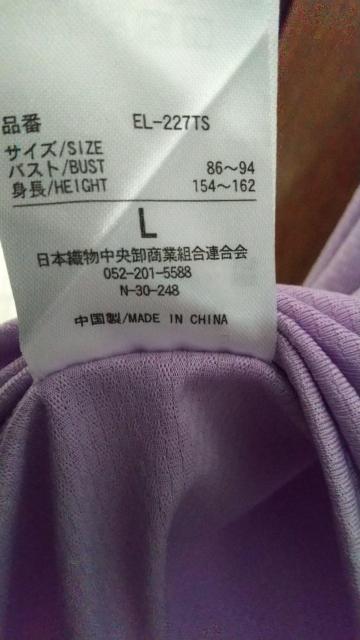 品番 EL-227TS
サイズ/SIZE
バスト/BUST 86〜94
身長/HEIGHT 154〜162
L
日本織物中央卸商業組合連合会
052-201-5588
N-30-248
中国製/MADE IN CHINA